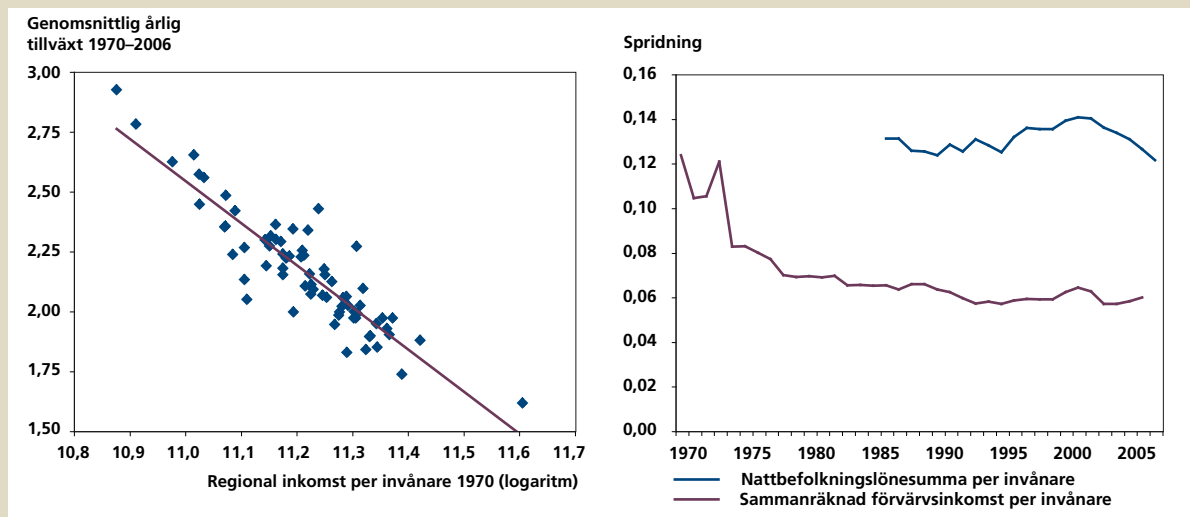 Genomsnittlig årlig
tillväxt 1970–2006
3,00
2,75
2,50
2,25
2,00
1,75
1,50
10,8 10,9 11,0 11,1 11,2 11,3 11,4 11,5 11,6 11,7
Regional inkomst per invånare 1970 (logaritm)
Spridning
0,16
0,14
0,12
0,10
0,08
0,06
0,04
0,02
0,00
1970 1975 1980 1985 1990 1995 2000 2005
Nattbefolkningslönesumma per invånare
Sammanräknad förvärvsinkomst per invånare